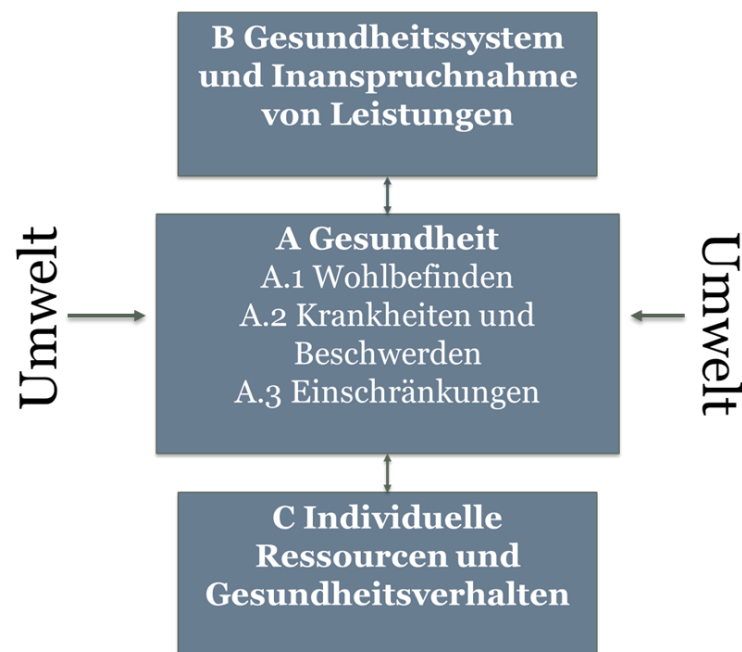 B Gesundheitssystem
und Inanspruchnahme
von Leistungen
Umwelt
A Gesundheit
A.1 Wohlbefinden
A.2 Krankheiten und
Beschwerden
A.3 Einschränkungen
Umwelt
C Individuelle
Ressourcen und
Gesundheitsverhalten